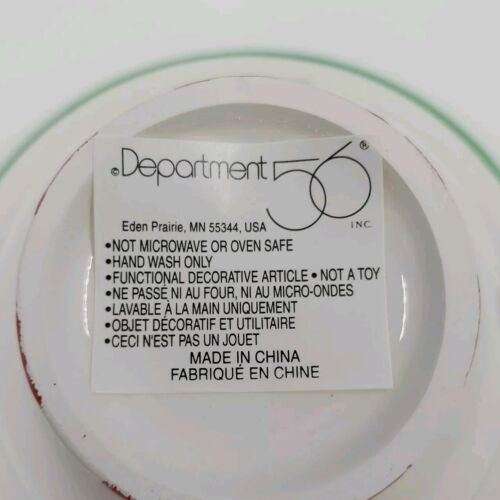 ©Department 56®
INC.
Eden Prairie, MN 55344, USA
•NOT MICROWAVE OR OVEN SAFE
•HAND WASH ONLY
•FUNCTIONAL DECORATIVE ARTICLE • NOT A TOY
•NE PASSE NI AU FOUR, NI AU MICRO-ONDES
•LAVABLE À LA MAIN UNIQUEMENT
•OBJET DÉCORATIF ET UTILITAIRE
•CECI N'EST PAS UN JOUET
MADE IN CHINA
FABRIQUÉ EN CHINE